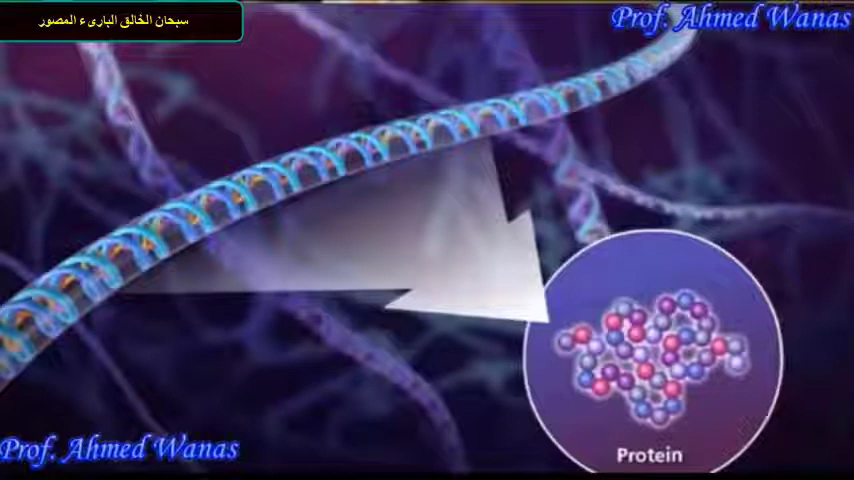 سبحان الخالق البارىء المصور
Prof. Ahmed Wanas
Protein
Prof. Ahmed Wanas